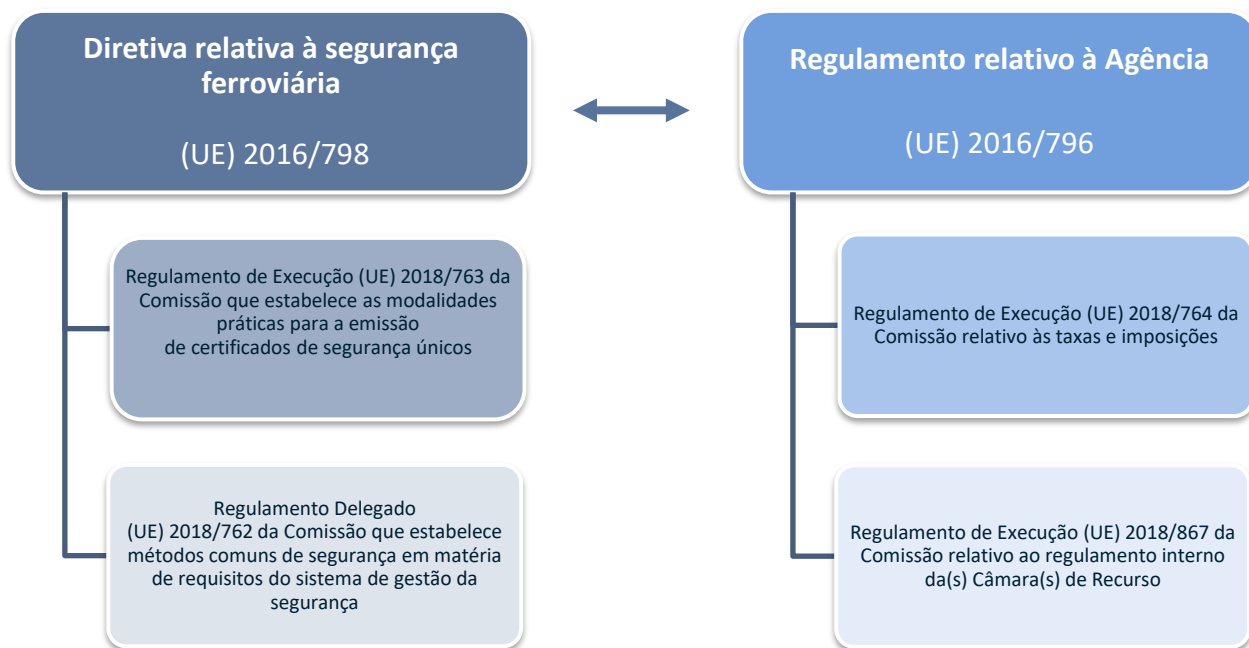 Diretiva relativa à segurança
ferroviária
(UE) 2016/798
Regulamento de Execução (UE) 2018/763 da
Comissão que estabelece as modalidades
práticas para a emissão
de certificados de segurança únicos
Regulamento Delegado
(UE) 2018/762 da Comissão que estabelece
métodos comuns de segurança em matéria
de requisitos do sistema de gestão da
segurança
Regulamento relativo à Agência
(UE) 2016/796
Regulamento de Execução (UE) 2018/764 da
Comissão relativo às taxas e imposições
Regulamento de Execução (UE) 2018/867 da
Comissão relativo ao regulamento interno
da(s) Câmara(s) de Recurso